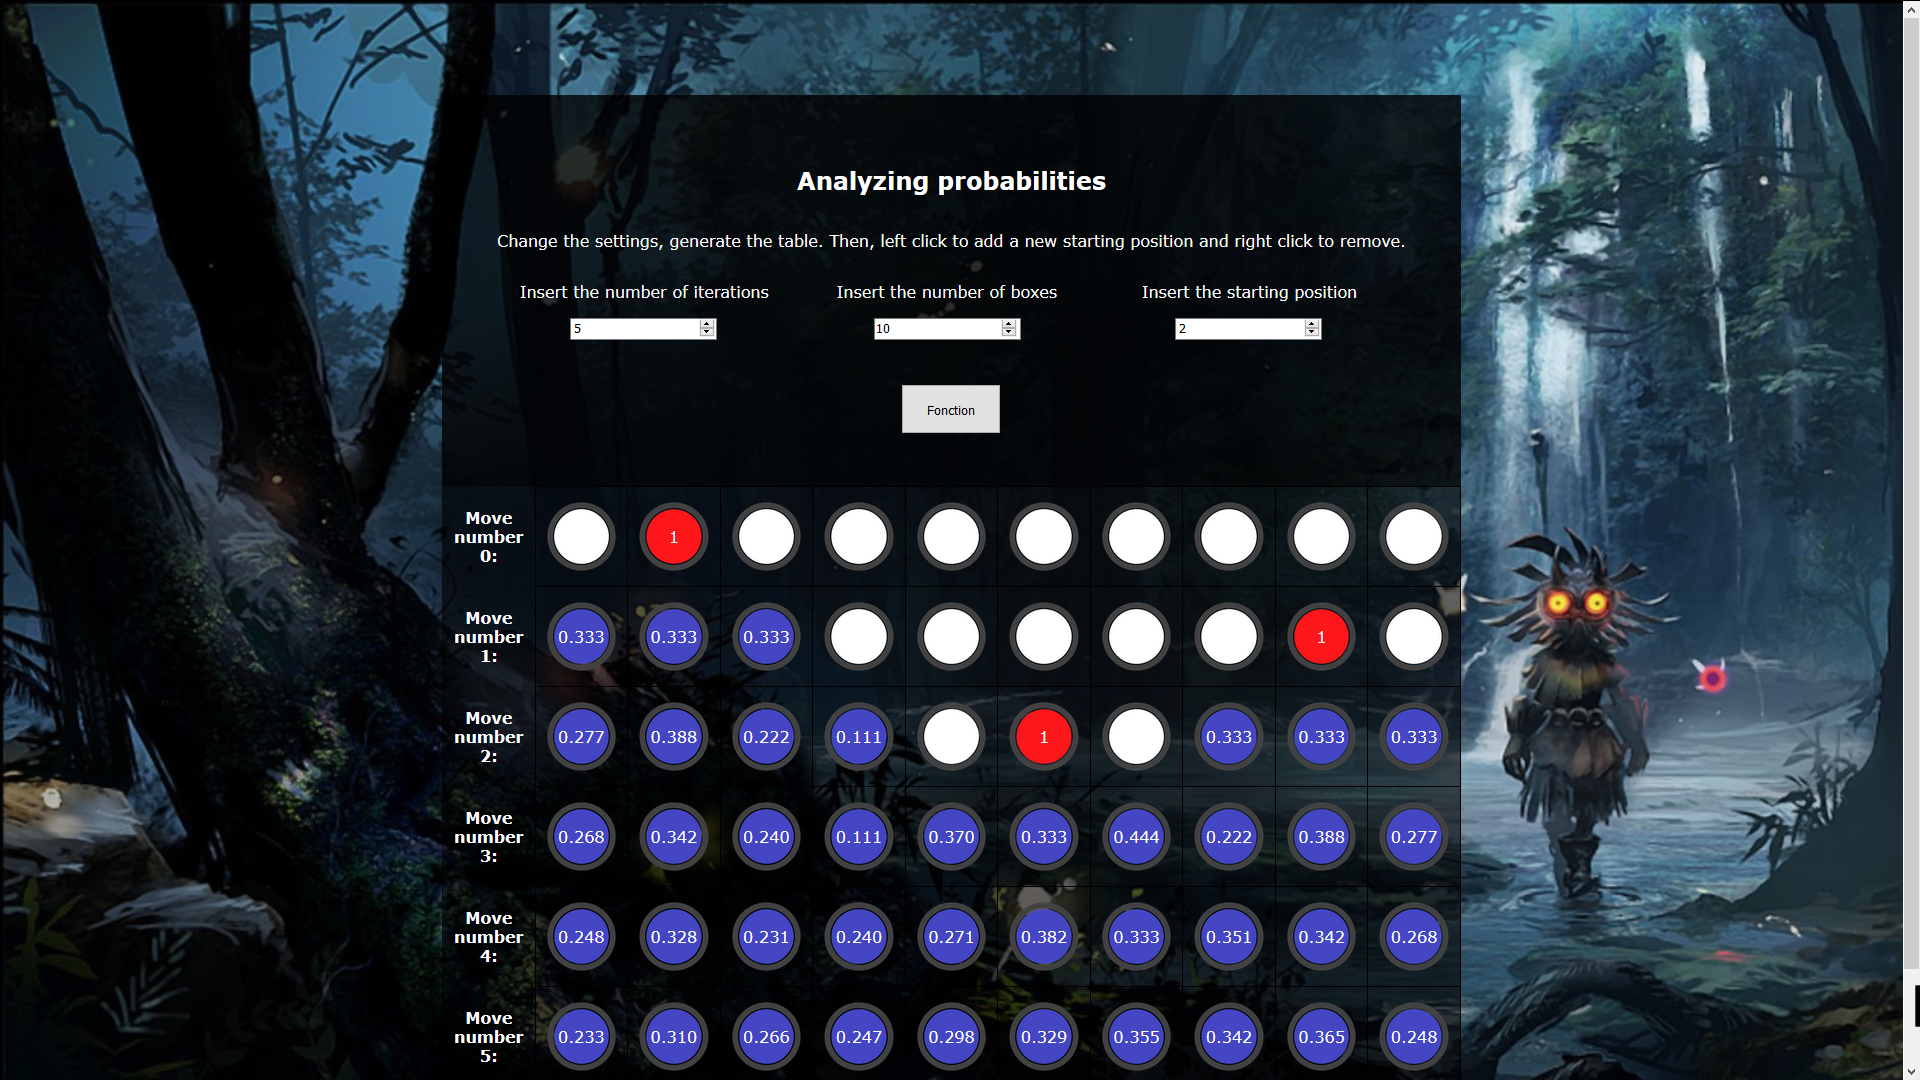 Analyzing probabilities
Change the settings, generate the table. Then, left click to add a new starting position and right click to remove.
Insert the number of iterations Insert the number of boxes Insert the starting position
5 10 2
Fonction
Move number 0: 1
Move number 1: 0.333 0.333 0.333 1
Move number 2: 0.277 0.388 0.222 0.111 1 0.333 0.333 0.333
Move number 3: 0.268 0.342 0.240 0.111 0.370 0.333 0.444 0.222 0.388 0.277
Move number 4: 0.248 0.328 0.231 0.240 0.271 0.382 0.333 0.351 0.342 0.268
Move number 5: 0.233 0.310 0.266 0.247 0.298 0.329 0.355 0.342 0.365 0.248